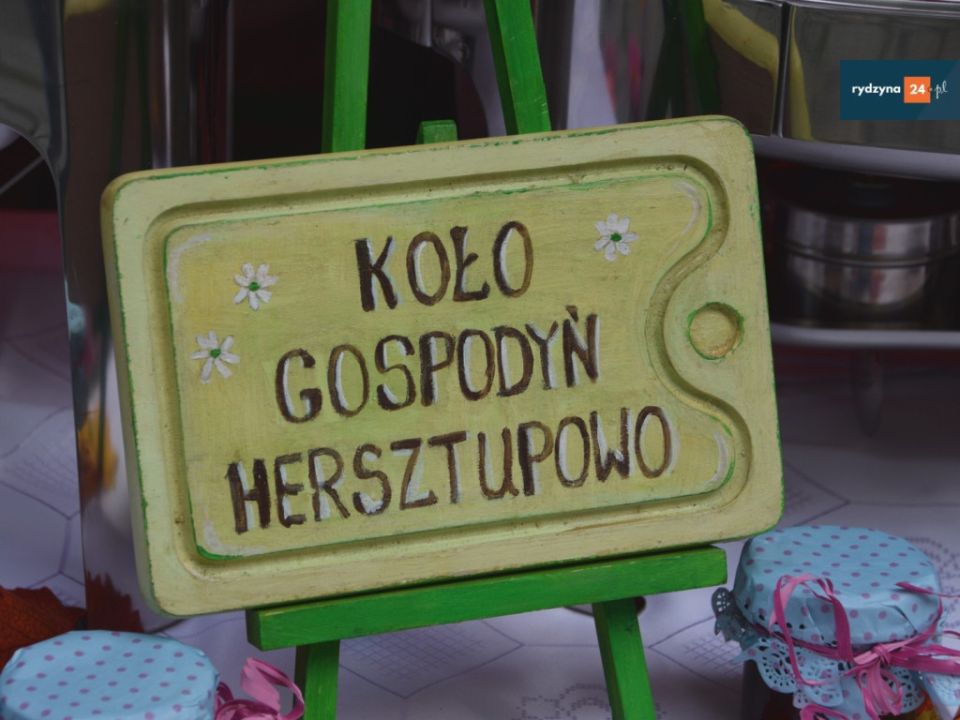 rydzyna 24.pl
KOŁO
GOSPODYŃ
HERSZTUPOWO